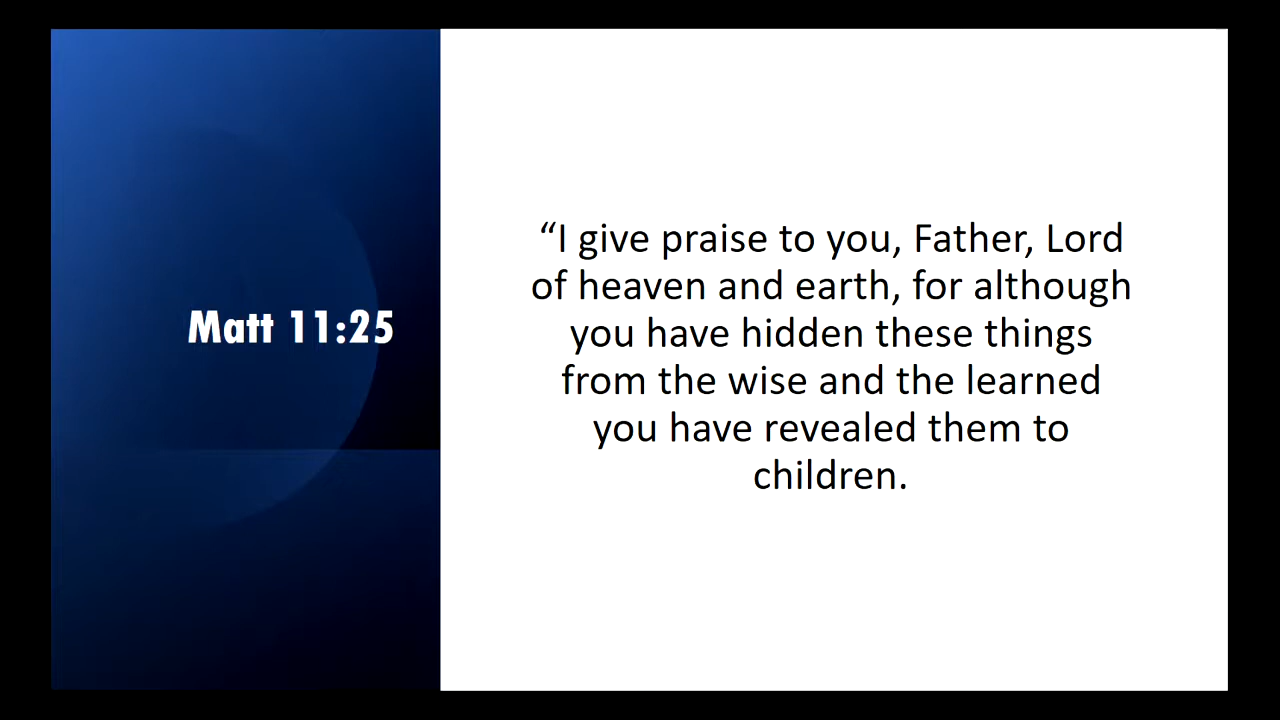 Matt 11:25
“I give praise to you, Father, Lord
of heaven and earth, for although
you have hidden these things
from the wise and the learned
you have revealed them to
children.